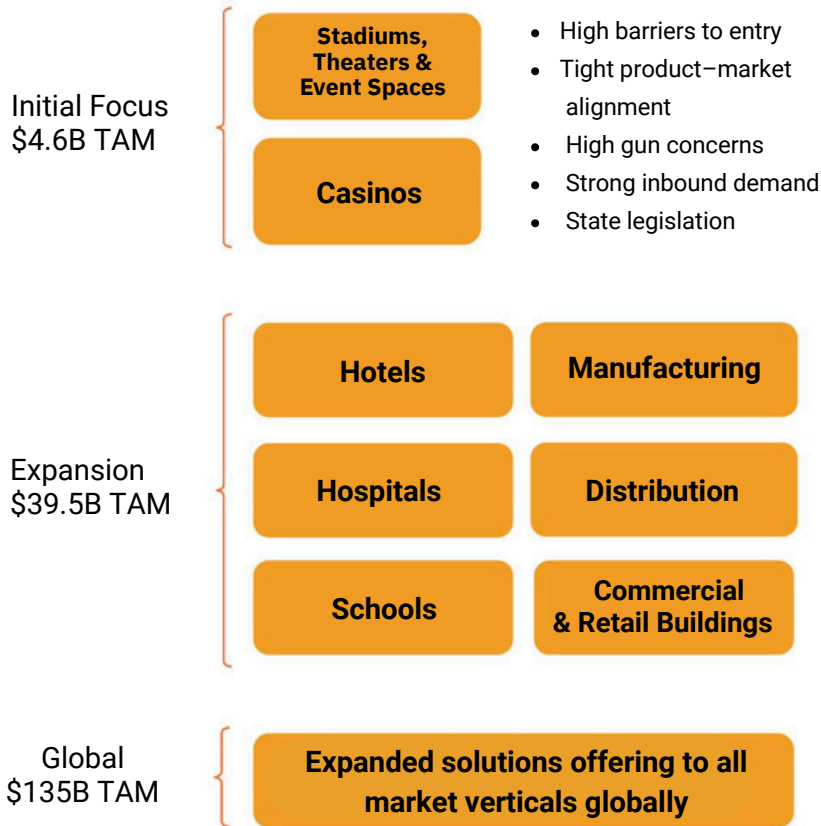 Initial Focus
$4.6B TAM
Stadiums,
Theaters &
Event Spaces
Casinos
• High barriers to entry
• Tight product–market
alignment
• High gun concerns
• Strong inbound demand
• State legislation
Expansion
$39.5B TAM
Hotels
Manufacturing
Hospitals
Distribution
Schools
Commercial
& Retail Buildings
Global
$135B TAM
Expanded solutions offering to all
market verticals globally